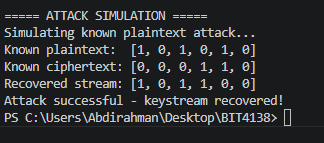 ===== ATTACK SIMULATION =====
Simulating known plaintext attack...
Known plaintext:  [1, 0, 1, 0, 1, 0]
Known ciphertext: [0, 0, 0, 1, 1, 0]
Recovered stream: [1, 0, 1, 1, 0, 0]
Attack successful - keystream recovered!
PS C:\Users\Abdirahman\Desktop\BIT4138>